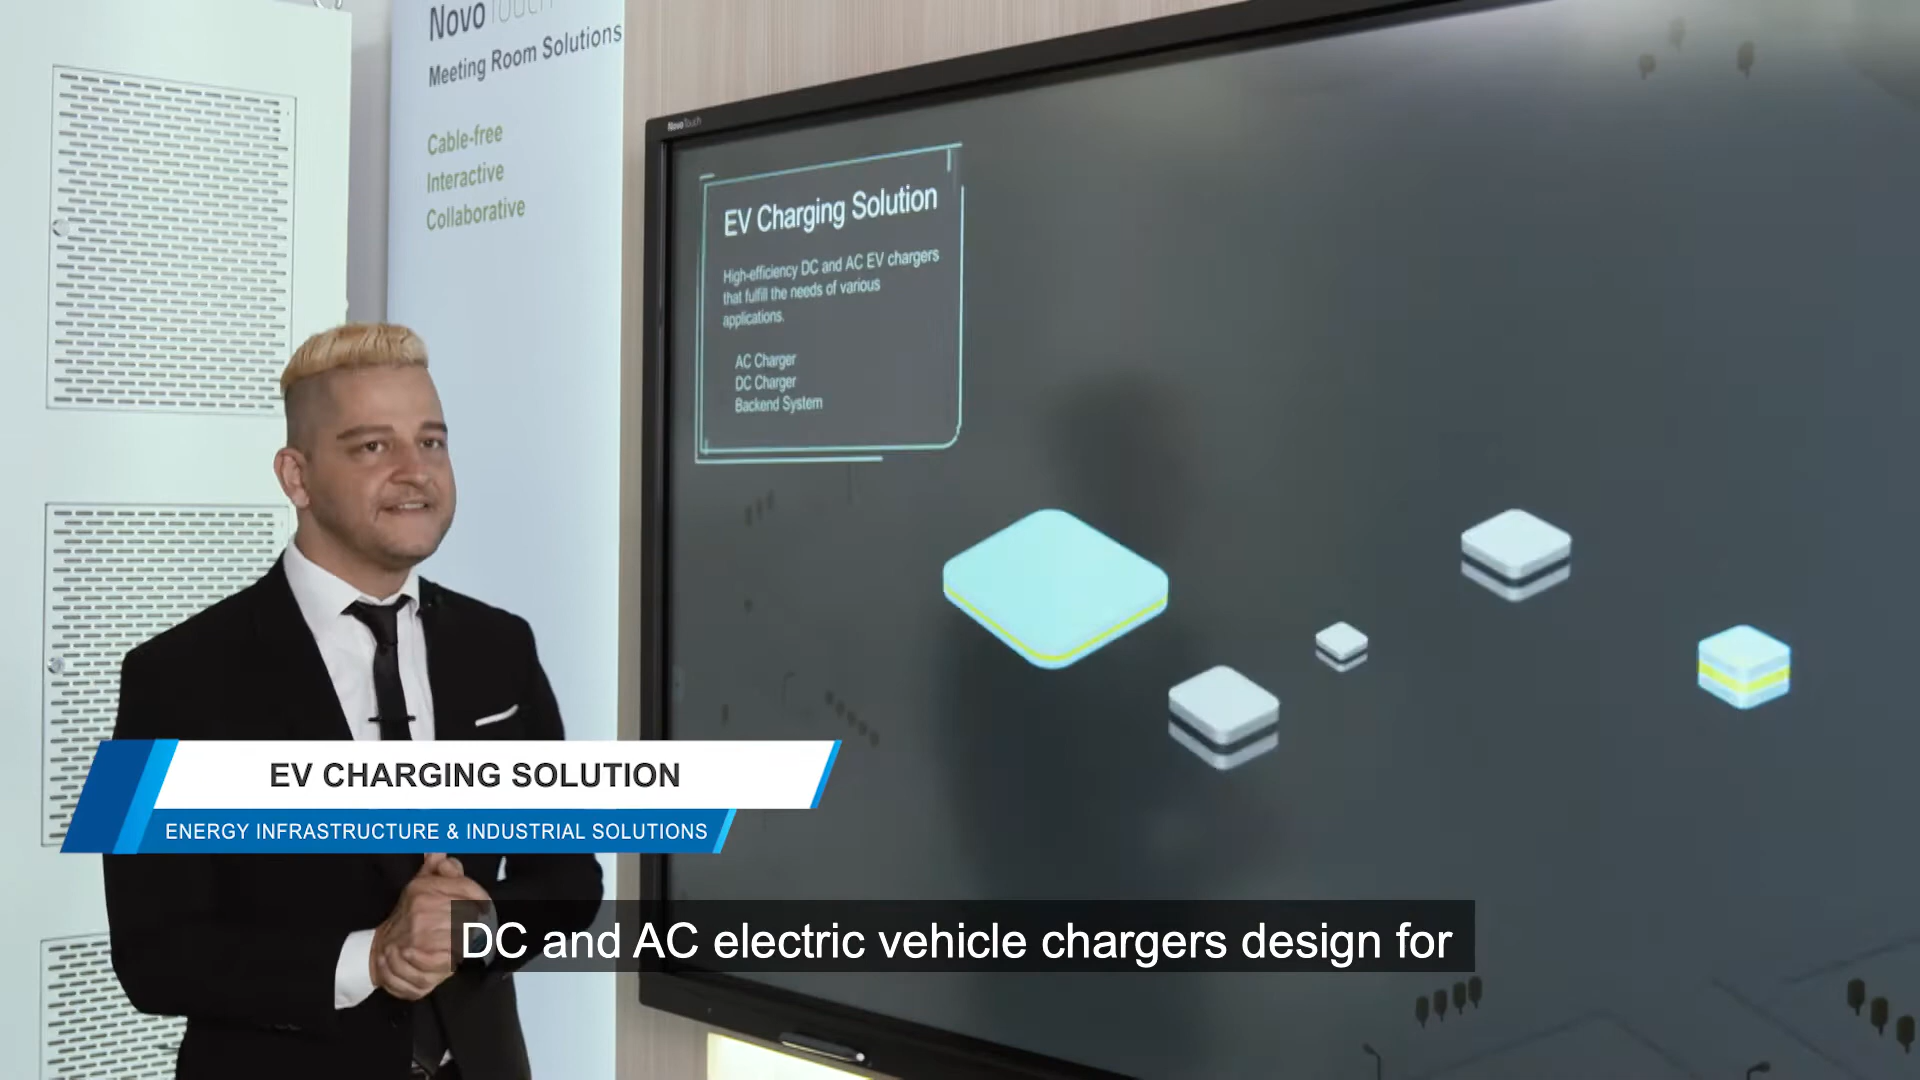 NovoTouch
Meeting Room Solutions
Cable-free
Interactive
Collaborative
NovoTouch
EV Charging Solution
High-efficiency DC and AC EV chargers
that fulfill the needs of various
applications.
AC Charger
DC Charger
Backend System
EV CHARGING SOLUTION
ENERGY INFRASTRUCTURE & INDUSTRIAL SOLUTIONS
DC and AC electric vehicle chargers design for